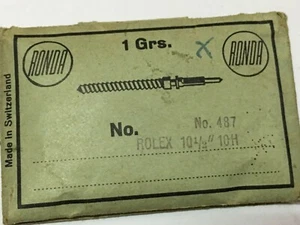 1 Grs.
RONDA
RONDA
Made in Switzerland
No.
No. 487
ROLEX 10½" 10H